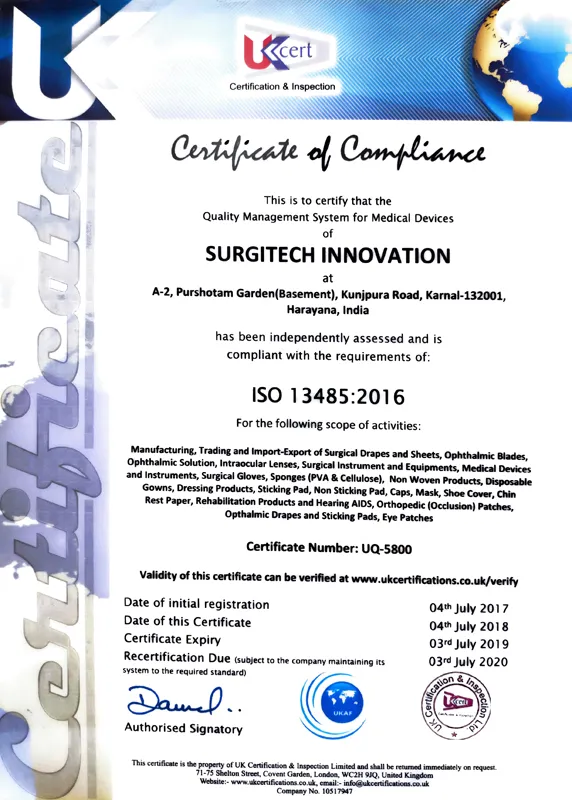 UK
UKcert
Certification & Inspection
Certificate
Certificate of Compliance
This is to certify that the
Quality Management System for Medical Devices
of
SURGITECH INNOVATION
at
A-2, Purshotam Garden(Basement), Kunjpura Road, Karnal-132001,
Harayana, India
has been independently assessed and is
compliant with the requirements of:
ISO 13485:2016
For the following scope of activities:
Manufacturing, Trading and Import-Export of Surgical Drapes and Sheets, Ophthalmic Blades,
Ophthalmic Solution, Intraocular Lenses, Surgical Instrument and Equipments, Medical Devices
and Instruments, Surgical Gloves, Sponges (PVA & Cellulose), Non Woven Products, Disposable
Gowns, Dressing Products, Sticking Pad, Non Sticking Pad, Caps, Mask, Shoe Cover, Chin
Rest Paper, Rehabilitation Products and Hearing AIDS, Orthopedic (Occlusion) Patches,
Opthalmic Drapes and Sticking Pads, Eye Patches
Certificate Number: UQ-5800
Validity of this certificate can be verified at www.ukcertifications.co.uk/verify
Date of initial registration 04th July 2017
Date of this Certificate 04th July 2018
Certificate Expiry 03rd July 2019
Recertification Due (subject to the company maintaining its 03rd July 2020
system to the required standard)
Authorised Signatory
UKAF
UK Certification & Inspection Ltd
UKcert
This certificate is the property of UK Certification & Inspection Limited and shall be returned immediately on request.
71-75 Shelton Street, Covent Garden, London, WC2H 9JQ, United Kingdom
Website:- www.ukcertifications.co.uk, email:- info@ukcertifications.co.uk
Company No. 10517947